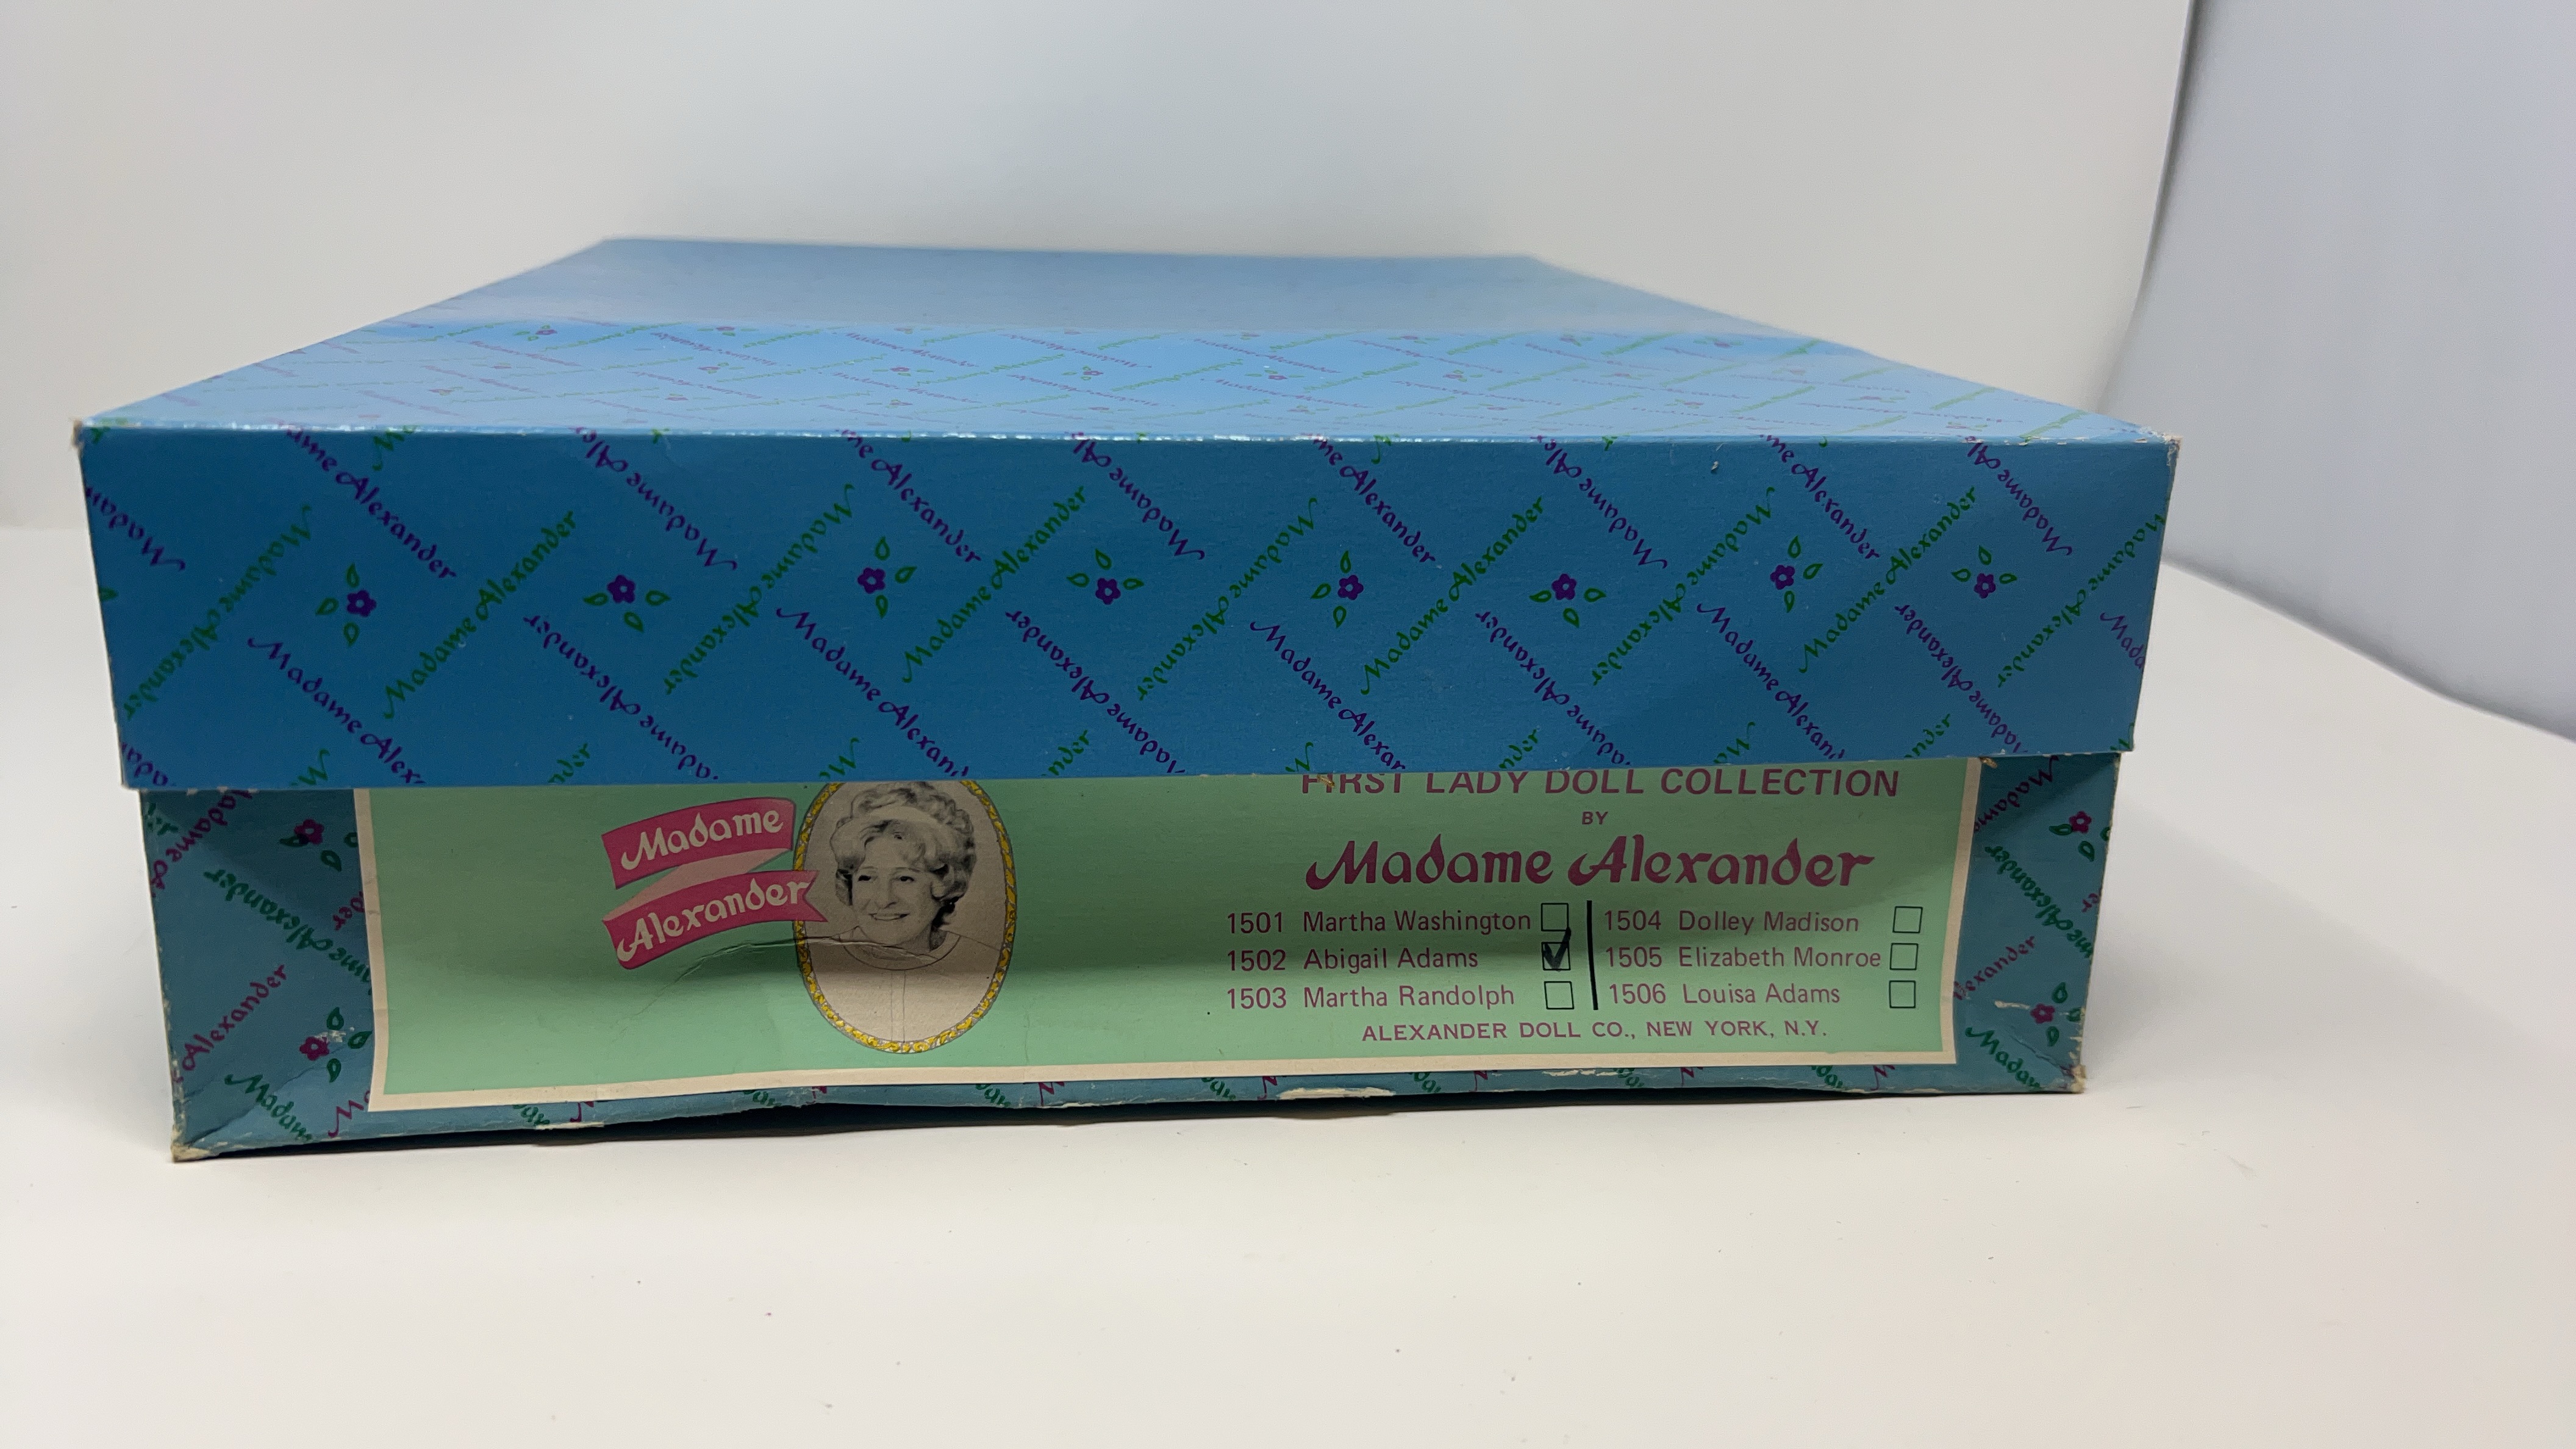 Madame Alexander
FIRST LADY DOLL COLLECTION
BY
Madame Alexander
1501 Martha Washington
1502 Abigail Adams
1503 Martha Randolph
1504 Dolley Madison
1505 Elizabeth Monroe
1506 Louisa Adams
ALEXANDER DOLL CO., NEW YORK, N.Y.
Madame
Alexander